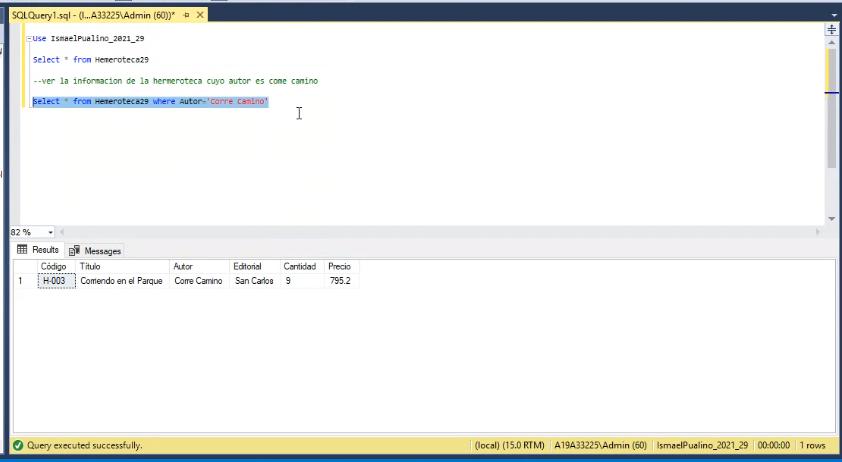 SQLQuery1.sql - (l...A33225\Admin (60))*
Use IsmaelPualino_2021_29
Select * from Hemeroteca29
--ver la informacion de la hermeroteca cuyo autor es come camino
Select * from Hemeroteca29 where Autor='Corre Camino'
82 %
Results Messages
Código Título Autor Editorial Cantidad Precio
1 H-003 Corriendo en el Parque Corre Camino San Carlos 9 795.2
Query executed successfully. (local) (15.0 RTM) A19A33225\Admin (60) IsmaelPualino_2021_29 00:00:00 1 rows